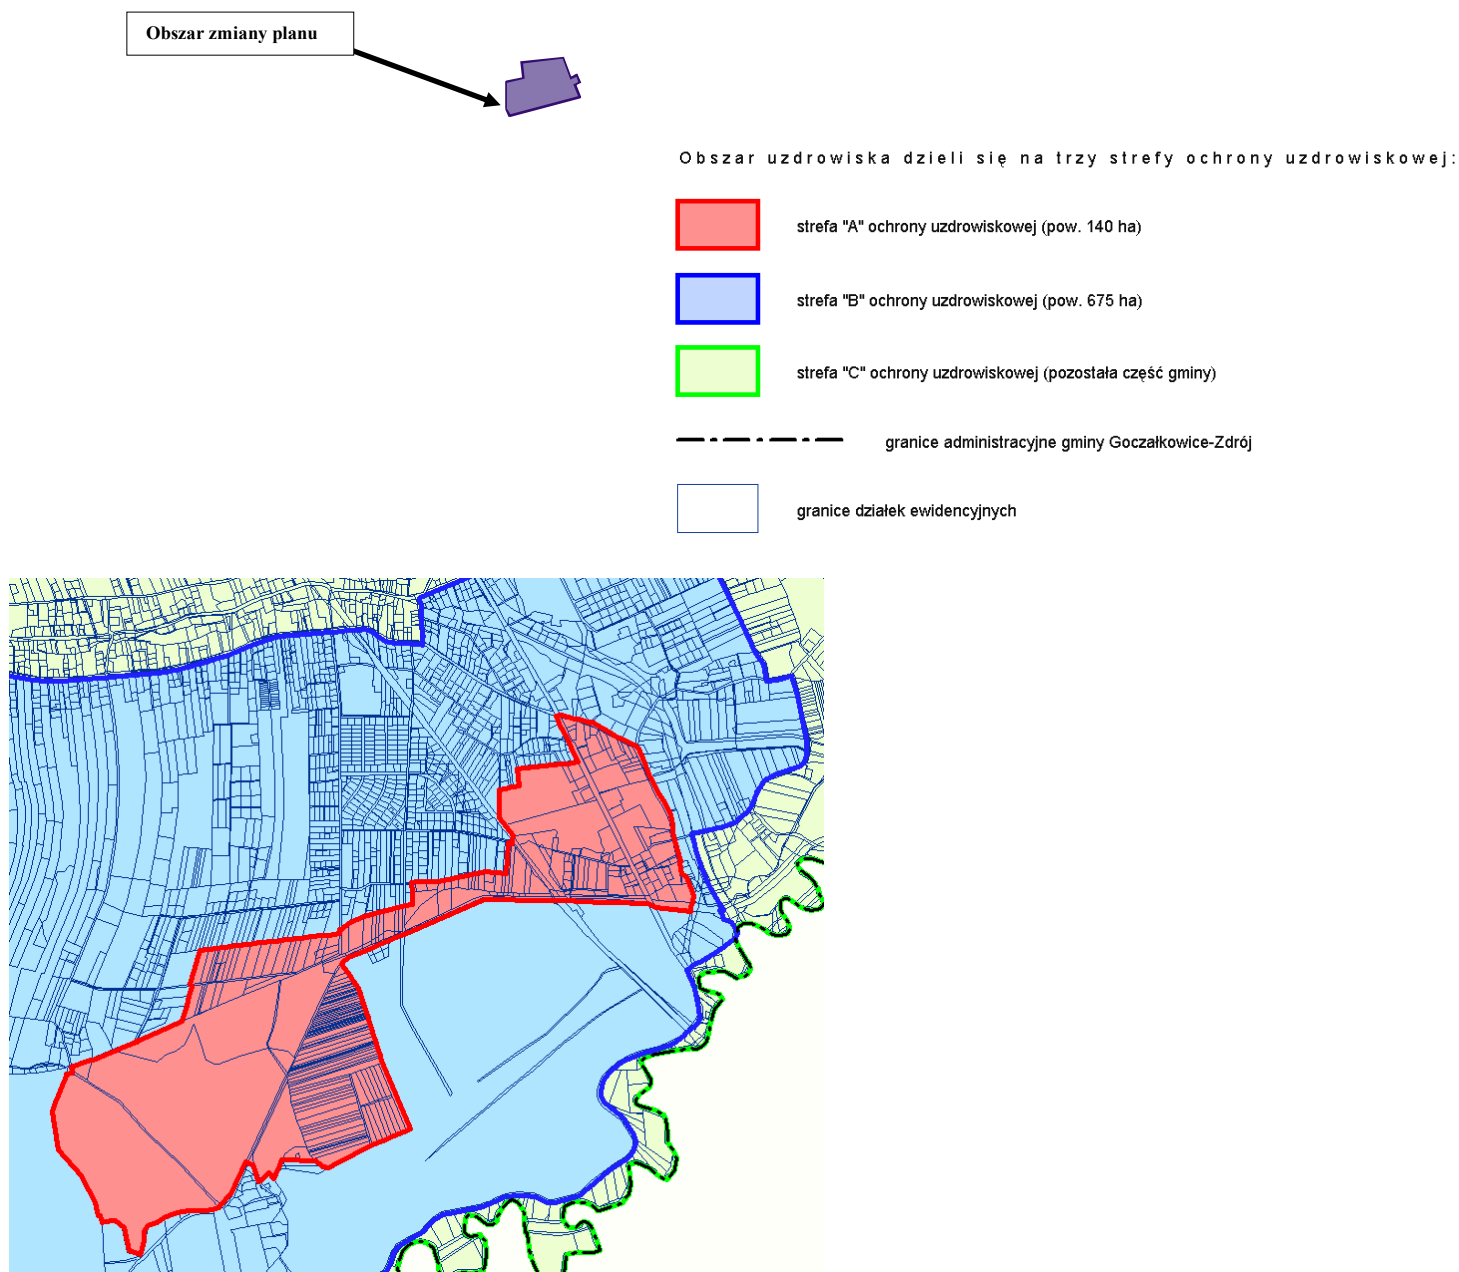 Obszar zmiany planu
Obszar uzdrowiska dzieli się na trzy strefy ochrony uzdrowiskowej:
strefa "A" ochrony uzdrowiskowej (pow. 140 ha)
strefa "B" ochrony uzdrowiskowej (pow. 675 ha)
strefa "C" ochrony uzdrowiskowej (pozostała część gminy)
granice administracyjne gminy Goczałkowice-Zdrój
granice działek ewidencyjnych